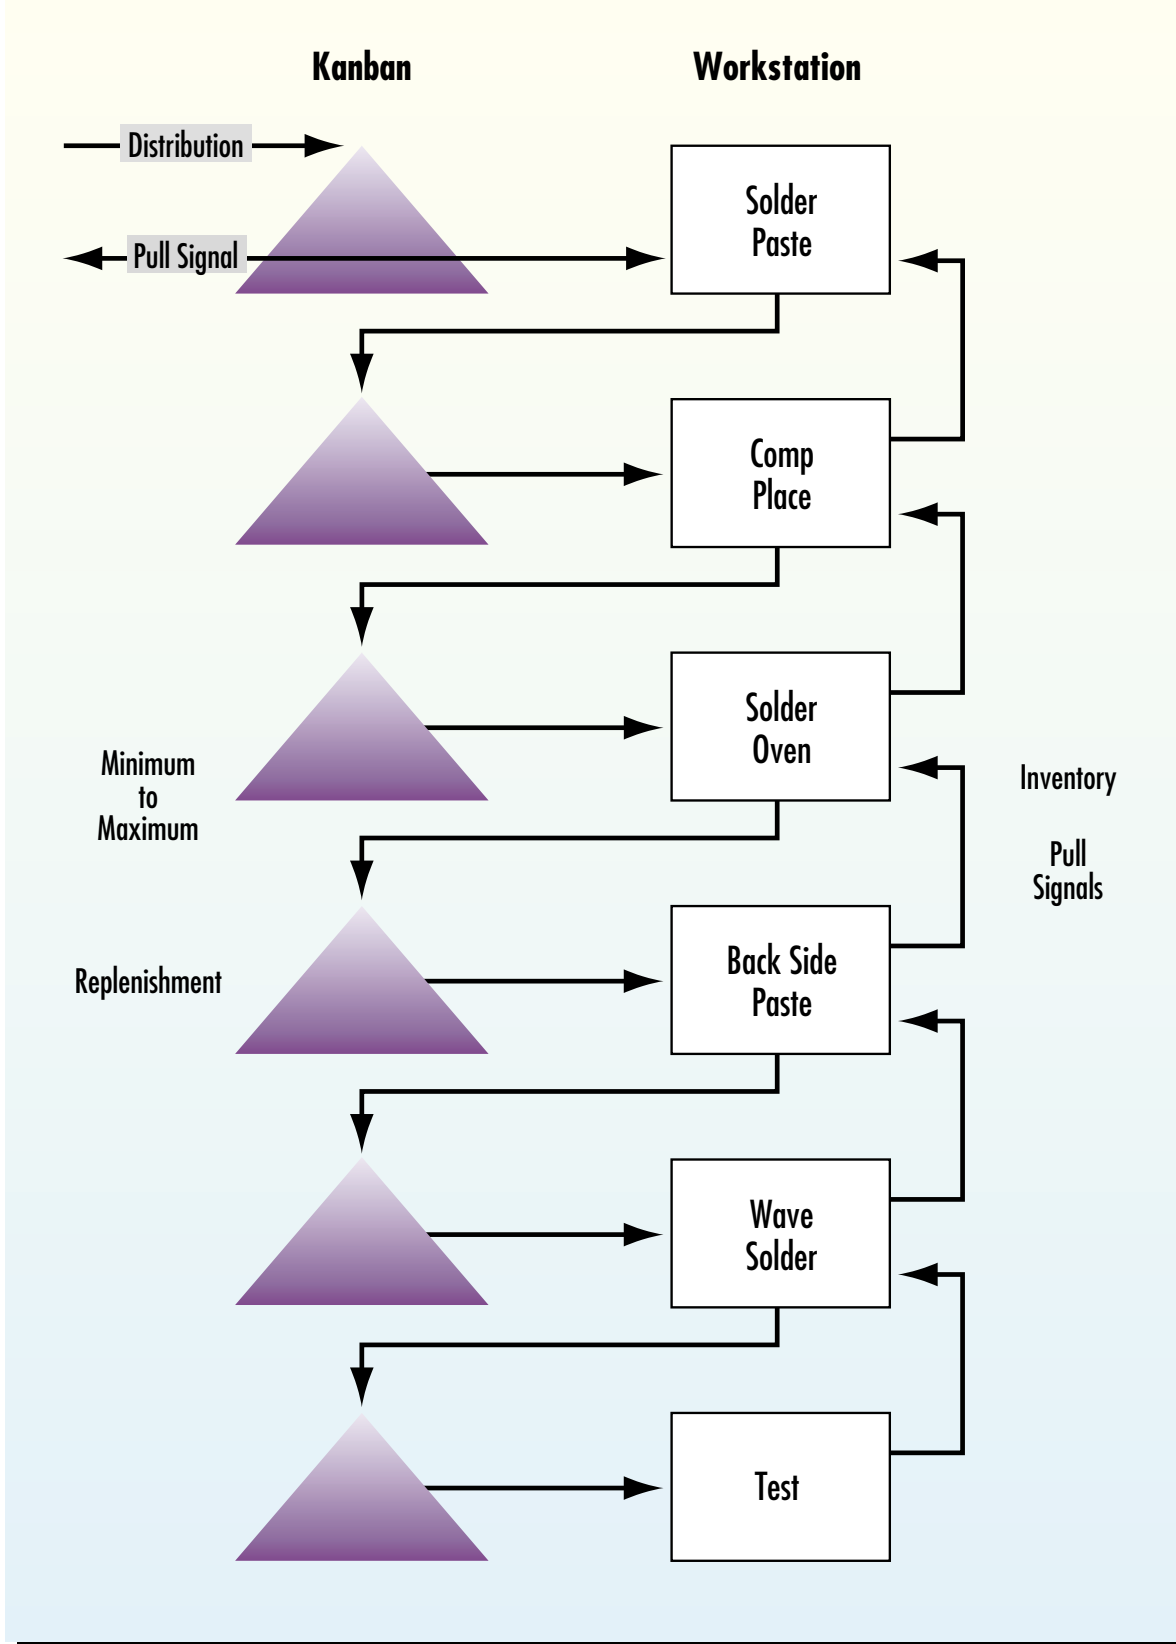 Kanban
Workstation
Distribution
Solder
Paste
Pull Signal
Comp
Place
Solder
Oven
Minimum
to
Maximum
Inventory
Pull
Signals
Back Side
Paste
Replenishment
Wave
Solder
Test